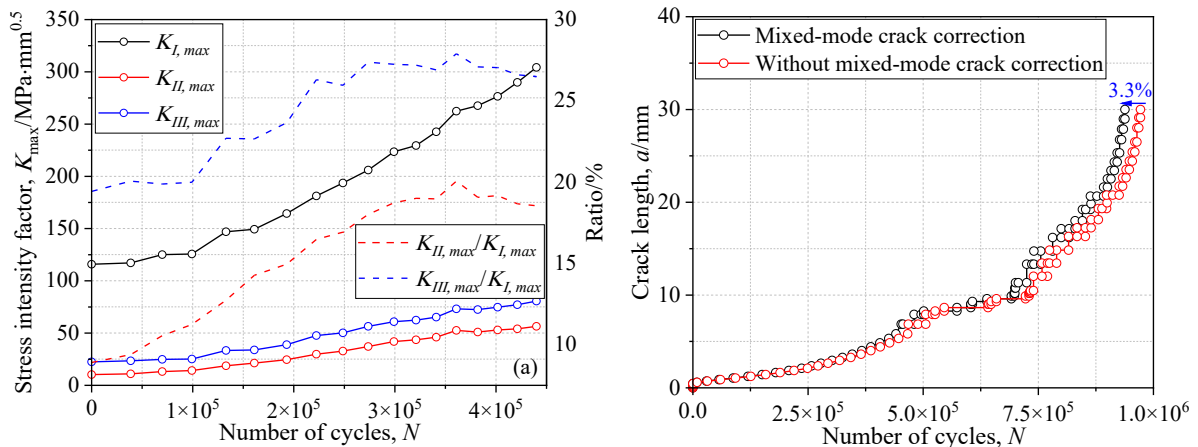 Stress intensity factor, K_max/MPa·mm^0.5
350
300
250
200
150
100
50
0
K_I, max
K_II, max
K_III, max
K_II, max/K_I, max
K_III, max/K_I, max
(a)
30
25
20
15
10
Ratio/%
0
1×10^5
2×10^5
3×10^5
4×10^5
Number of cycles, N
Crack length, a/mm
40
30
20
10
0
Mixed-mode crack correction
Without mixed-mode crack correction
3.3%
0.0
2.5×10^5
5.0×10^5
7.5×10^5
1.0×10^6
Number of cycles, N